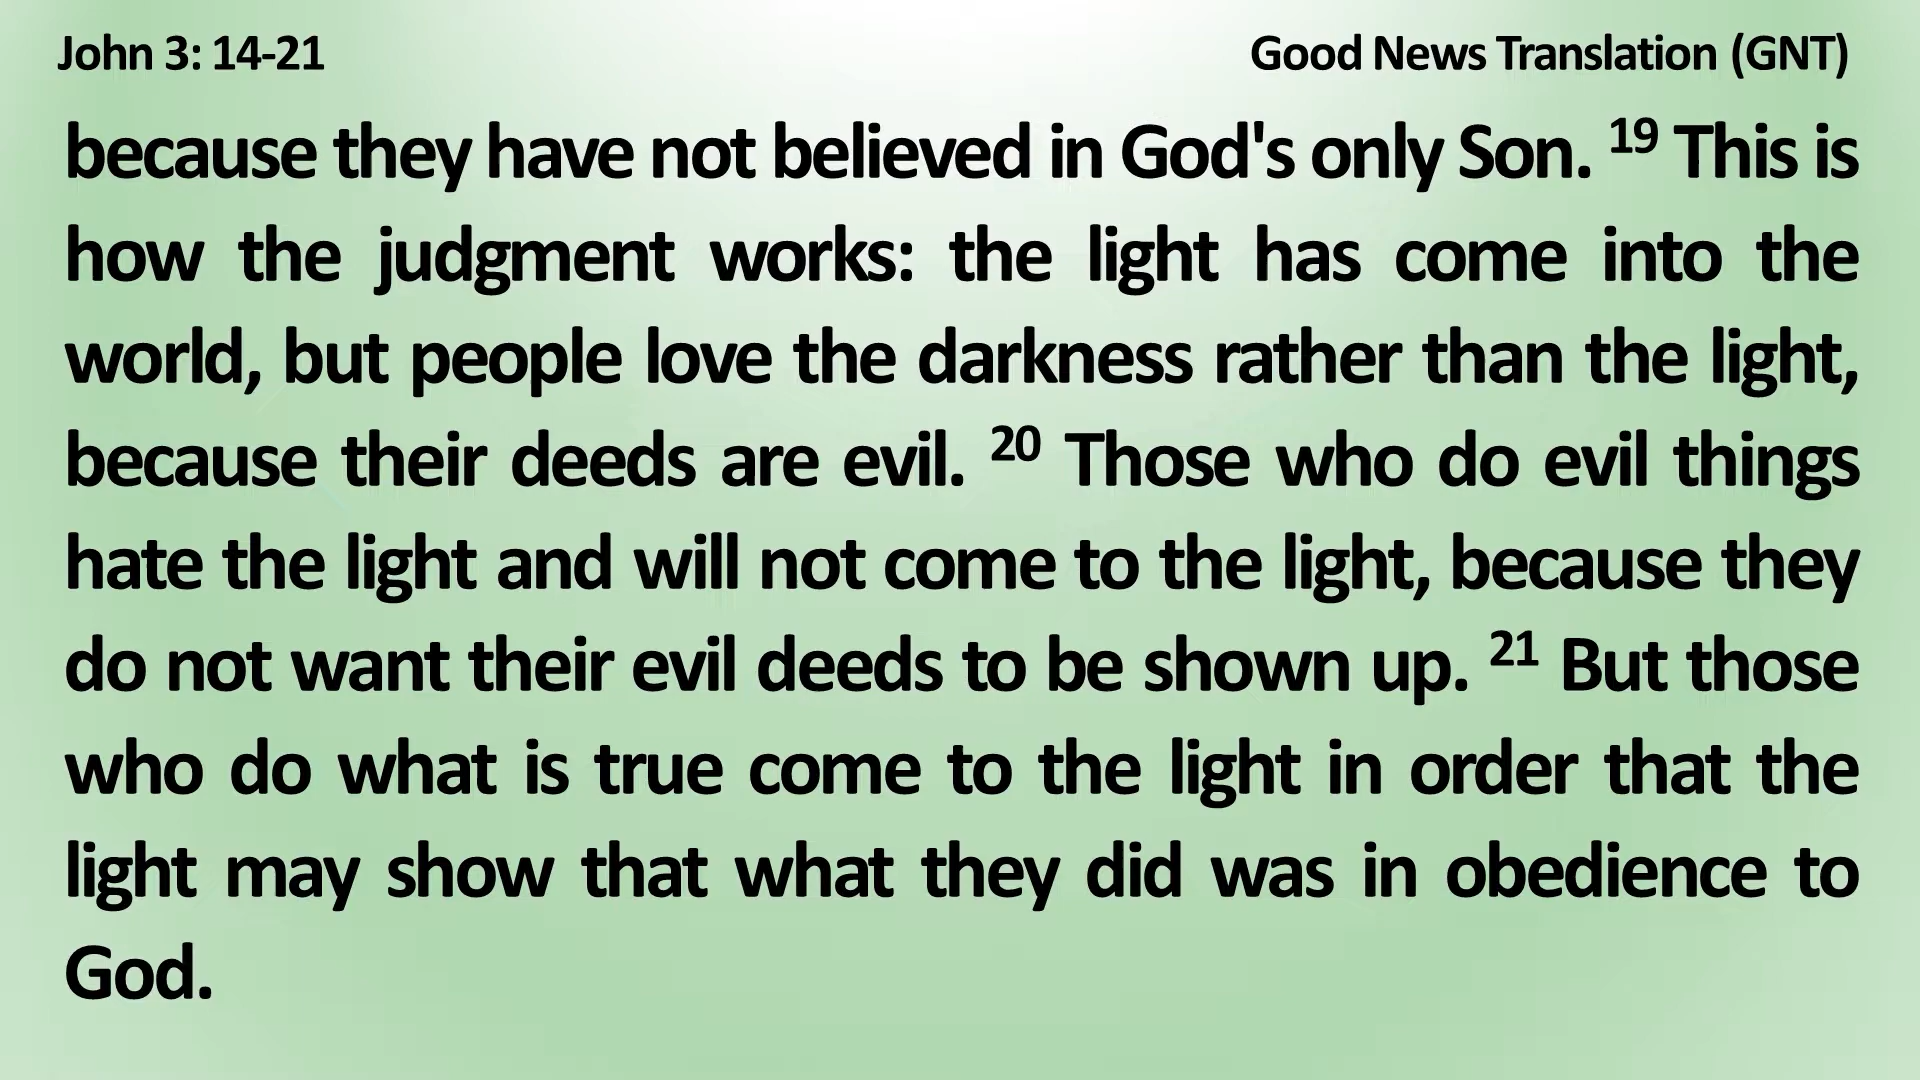 John 3: 14-21 Good News Translation (GNT)
because they have not believed in God's only Son. 19 This is
how the judgment works: the light has come into the
world, but people love the darkness rather than the light,
because their deeds are evil. 20 Those who do evil things
hate the light and will not come to the light, because they
do not want their evil deeds to be shown up. 21 But those
who do what is true come to the light in order that the
light may show that what they did was in obedience to
God.